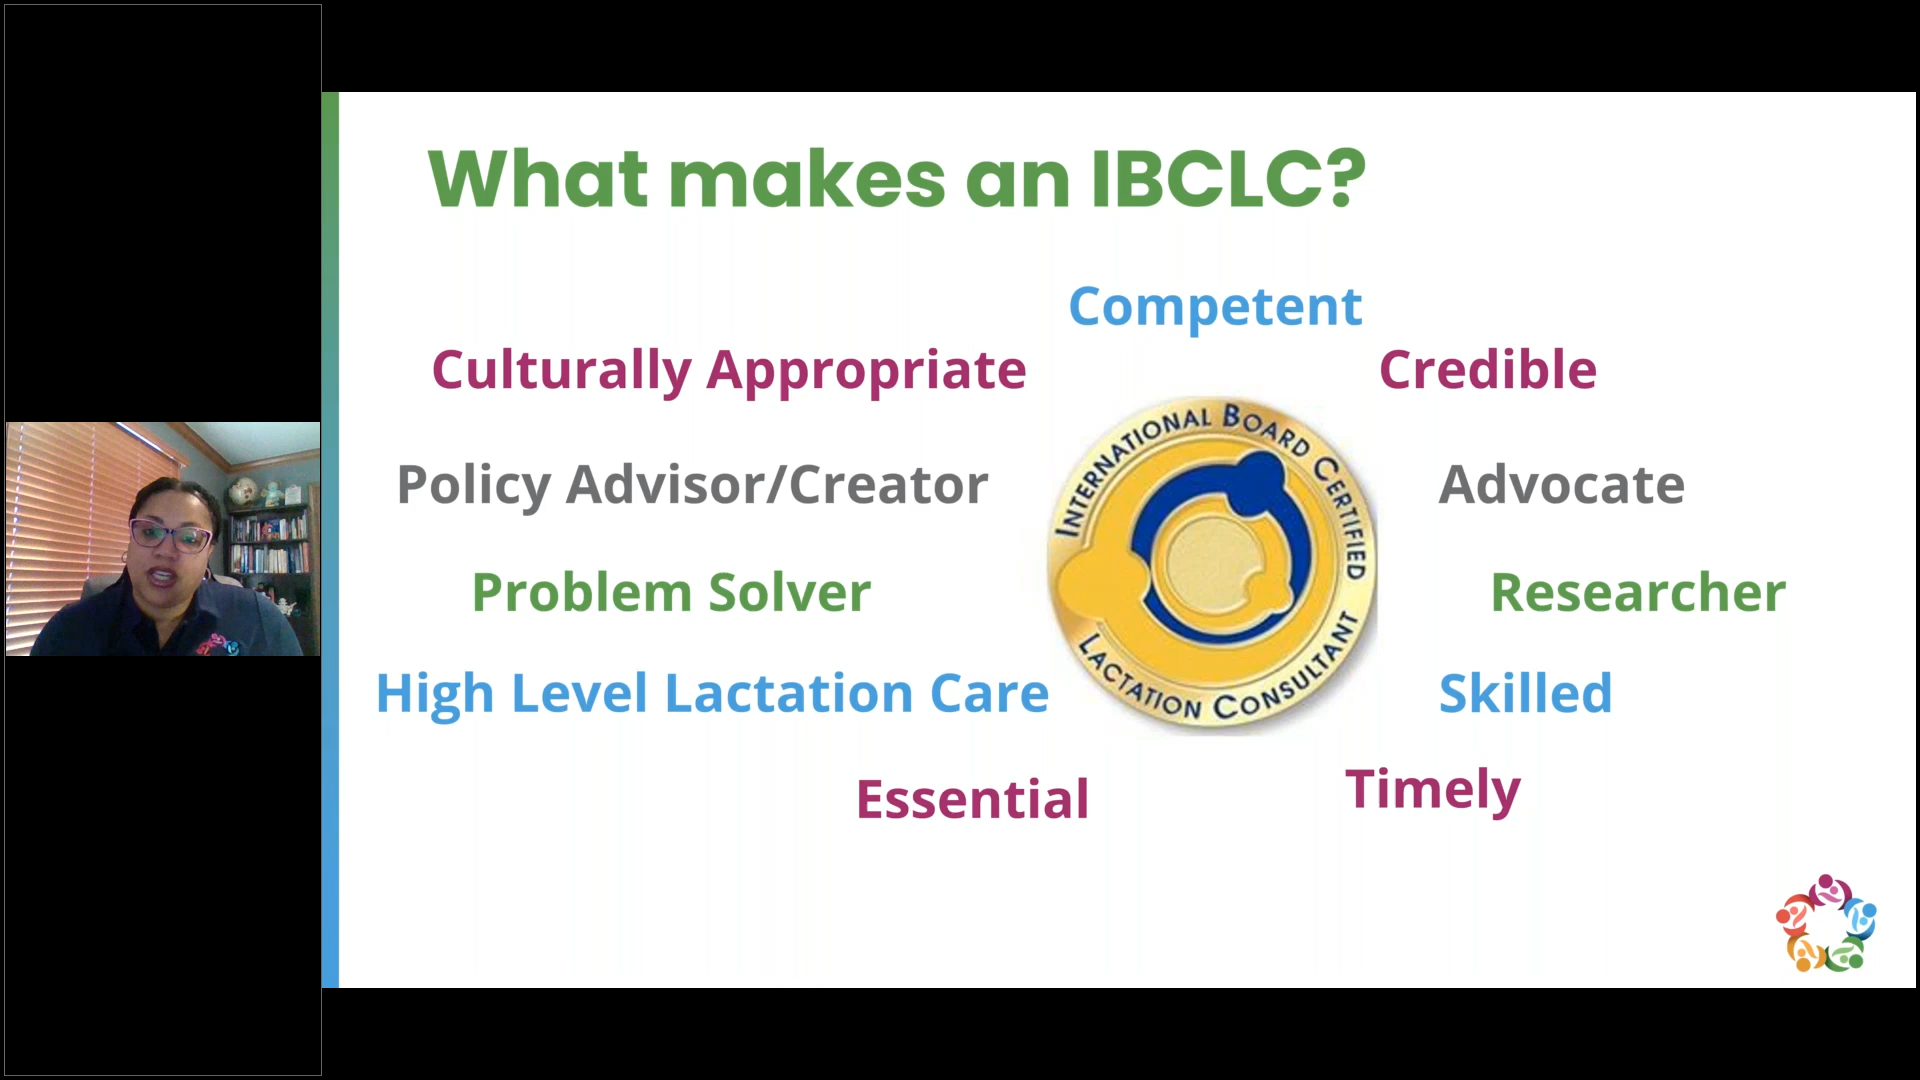 What makes an IBCLC?
Competent
Culturally Appropriate
Credible
INTERNATIONAL BOARD CERTIFIED
LACTATION CONSULTANT
Policy Advisor/Creator
Advocate
Problem Solver
Researcher
High Level Lactation Care
Skilled
Essential
Timely